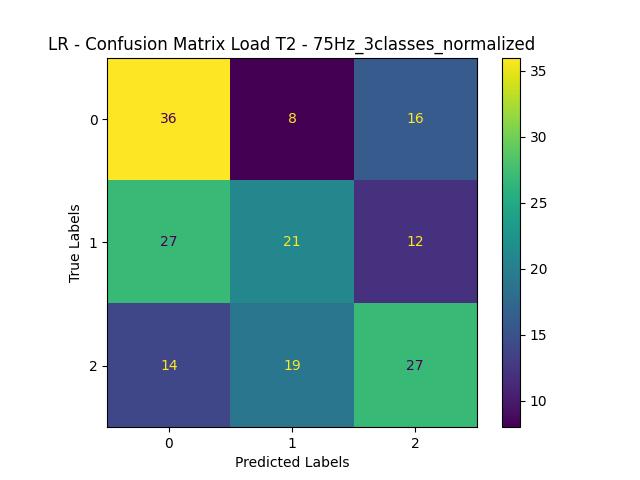 LR - Confusion Matrix Load T2 - 75Hz_3classes_normalized
True Labels
0 36 8 16
1 27 21 12
2 14 19 27
0 1 2
Predicted Labels
35
30
25
20
15
10